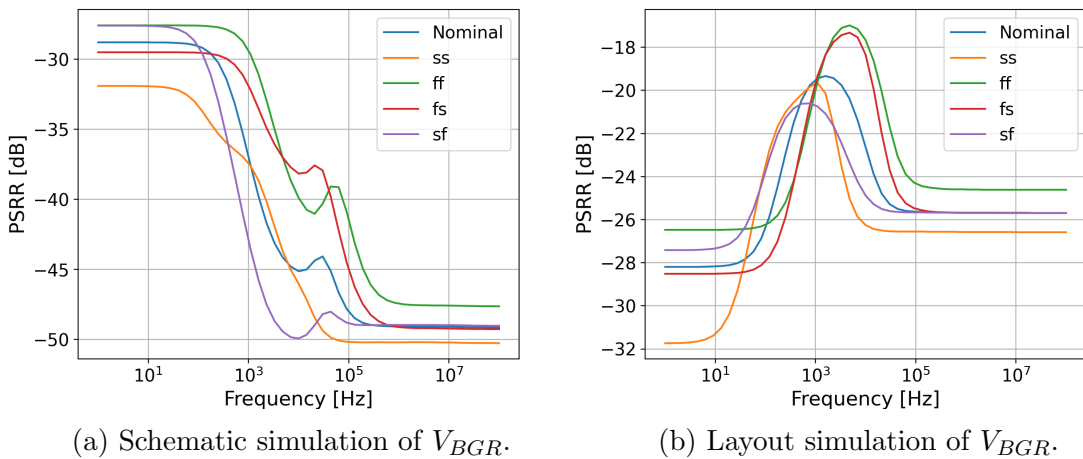 −30
−35
−40
−45
−50
PSRR [dB]
10¹ 10³ 10⁵ 10⁷
Frequency [Hz]
Nominal
ss
ff
fs
sf
(a) Schematic simulation of V_BGR.
−18
−20
−22
−24
−26
−28
−30
−32
PSRR [dB]
10¹ 10³ 10⁵ 10⁷
Frequency [Hz]
Nominal
ss
ff
fs
sf
(b) Layout simulation of V_BGR.